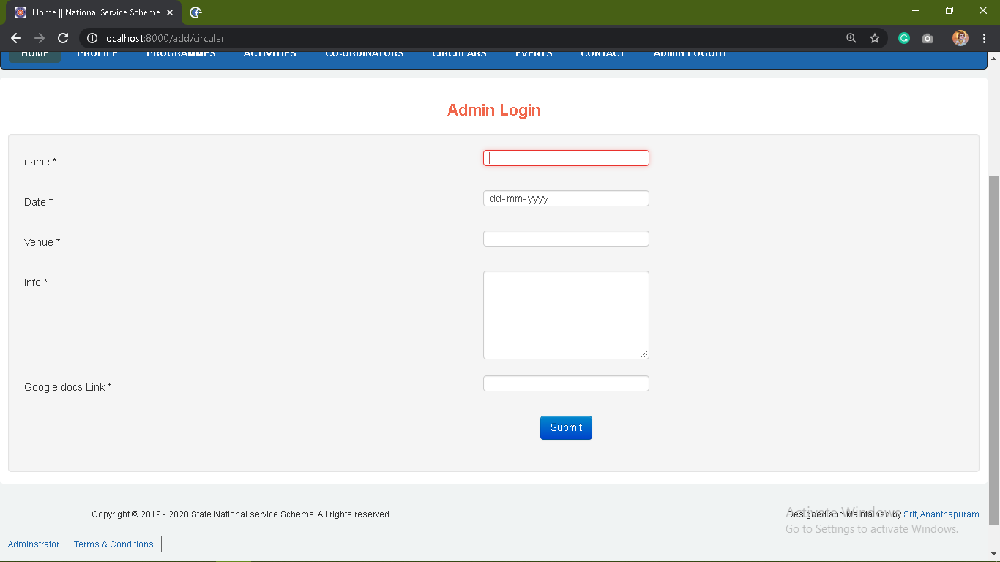 Home || National Service Scheme
localhost:8000/add/circular
HOME PROFILE PROGRAMMES ACTIVITIES CO-ORDINATORS CIRCULARS EVENTS CONTACT ADMIN LOGOUT
Admin Login
name *
Date * dd-mm-yyyy
Venue *
Info *
Google docs Link *
Submit
Copyright © 2019 - 2020 State National service Scheme. All rights reserved.
Designed and Maintained by Srit, Ananthapuram
Activate Windows
Go to Settings to activate Windows.
Adminstrator Terms & Conditions